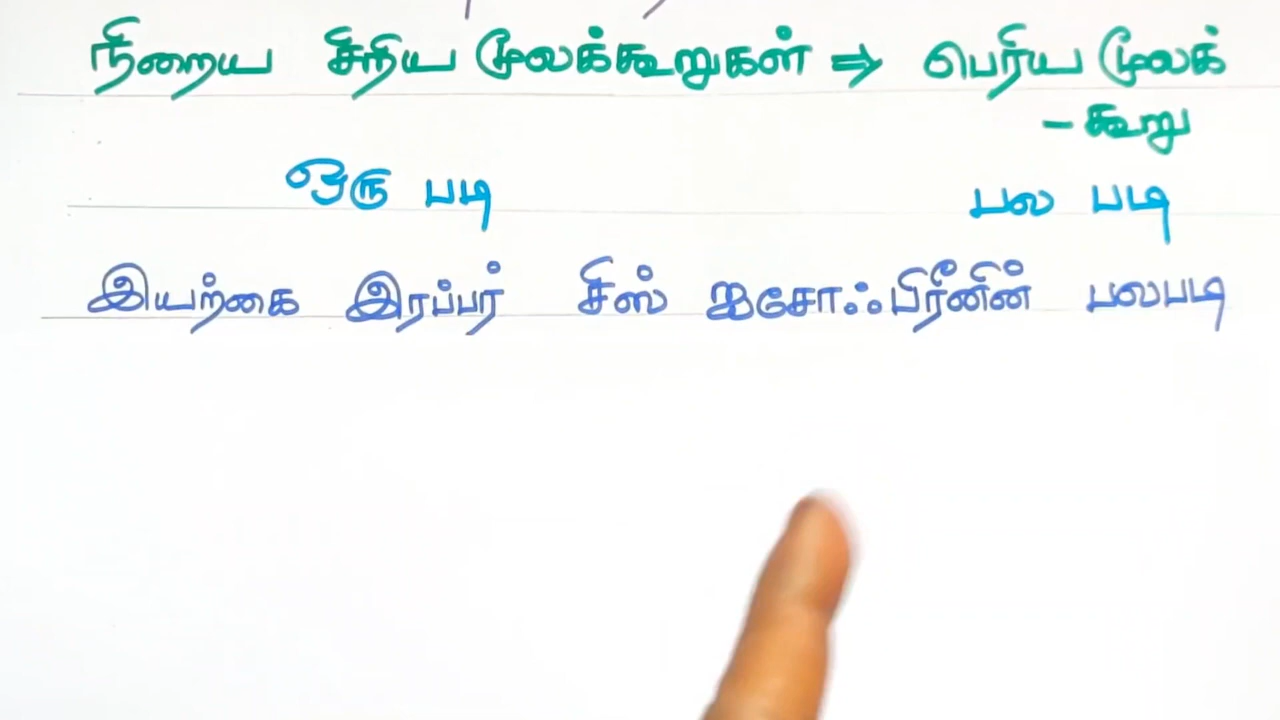 நிறைய சிறிய மூலக்கூறுகள் ⇒ பெரிய மூலக்
- கூறு
ஒரு படி பல படி
இயற்கை இரப்பர் சிஸ் ஐசோஃபிரீனின் பலபடி